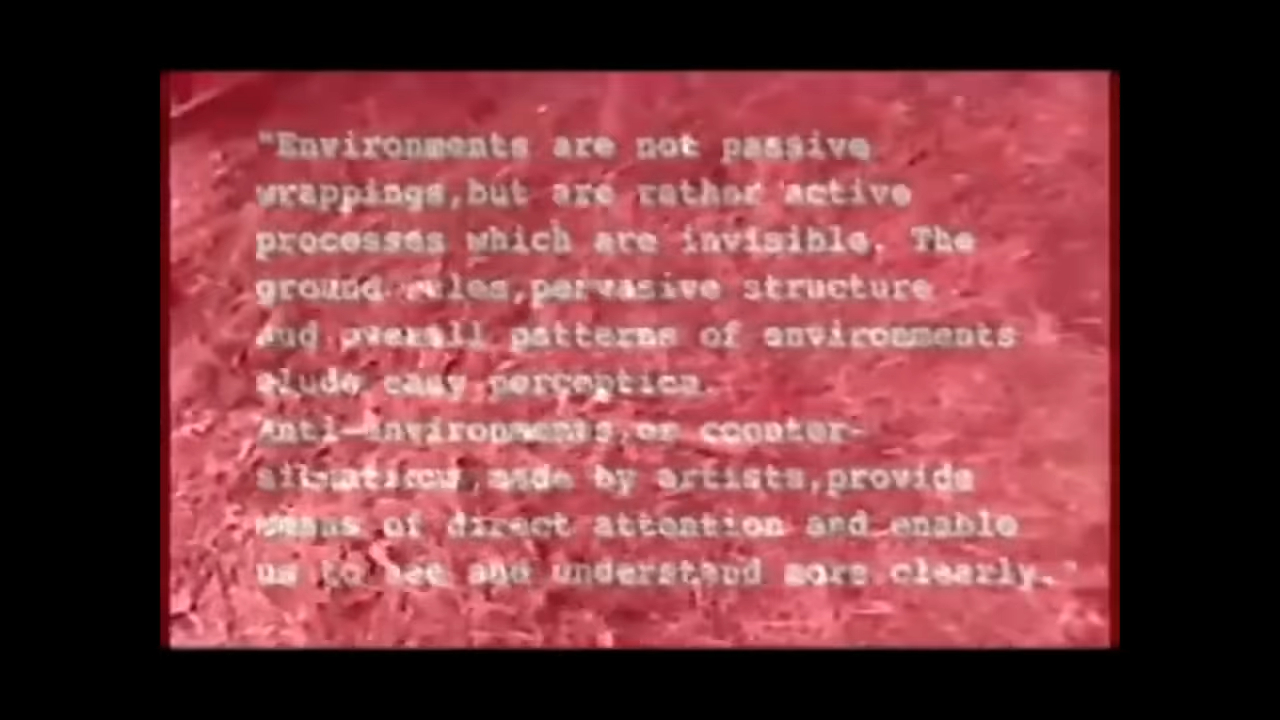 "Environments are not passive
wrappings,but are rather active
processes which are invisible. The
ground rules,pervasive structure
and overall patterns of environments
elude easy perception.
Anti-environments,or counter-
situations,made by artists,provide
means of direct attention and enable
us to see and understand more clearly."